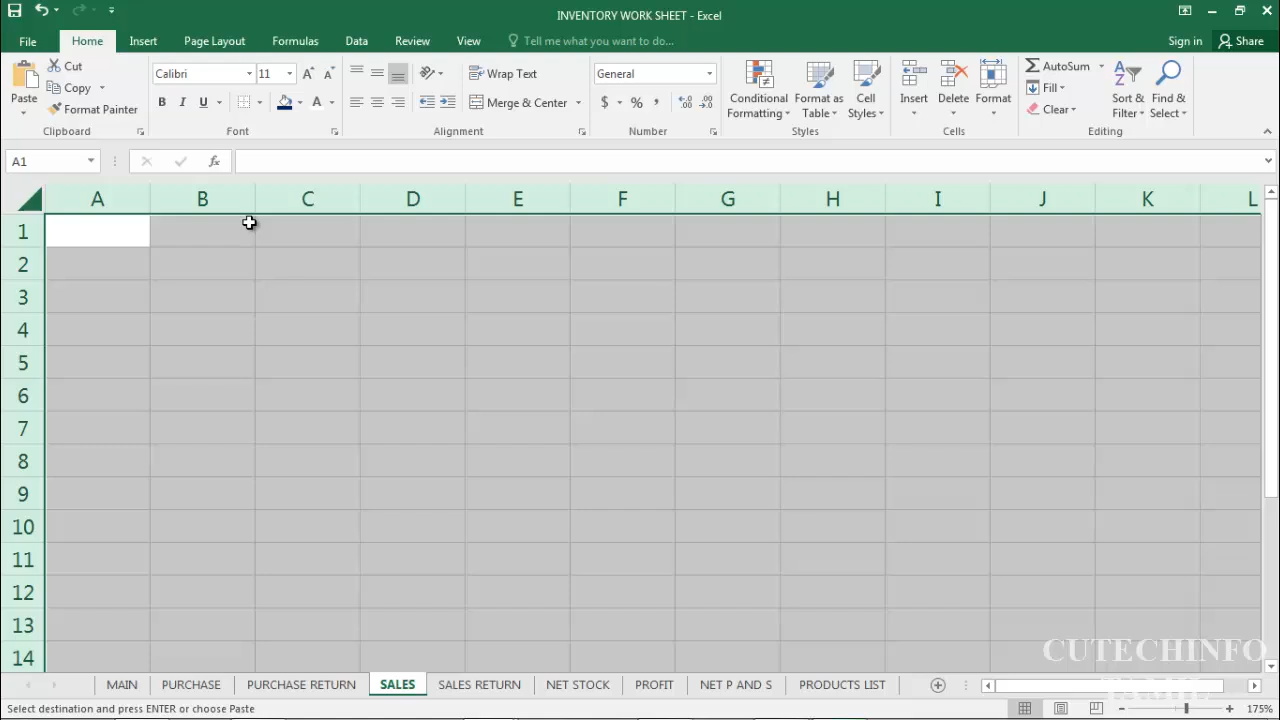 INVENTORY WORK SHEET - Excel
File Home Insert Page Layout Formulas Data Review View Tell me what you want to do... Sign in Share
Paste
Cut
Copy
Format Painter
Clipboard
Calibri 11
B I U
Font
Wrap Text
Merge & Center
Alignment
General
$ % ,
Number
Conditional Formatting
Format as Table
Cell Styles
Styles
Insert
Delete
Format
Cells
AutoSum
Fill
Clear
Sort & Filter
Find & Select
Editing
A1 fx
A B C D E F G H I J K L
1
2
3
4
5
6
7
8
9
10
11
12
13
14
CUTECHINFO
MAIN PURCHASE PURCHASE RETURN SALES SALES RETURN NET STOCK PROFIT NET P AND S PRODUCTS LIST
Select destination and press ENTER or choose Paste 175%